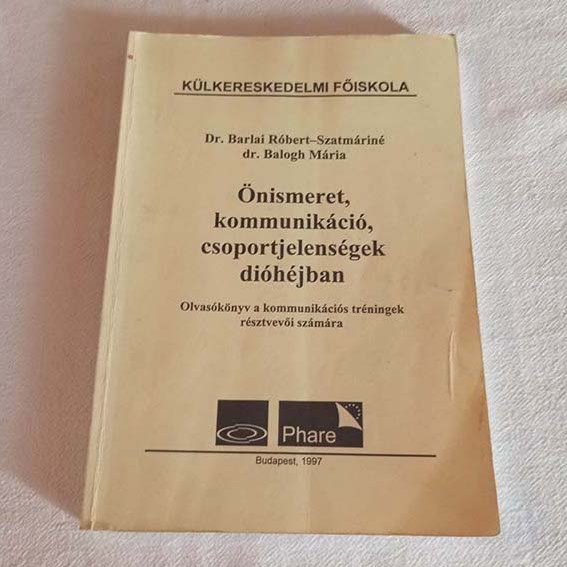 KÜLKERESKEDELMI FŐISKOLA
Dr. Barlai Róbert–Szatmáriné
dr. Balogh Mária
Önismeret,
kommunikáció,
csoportjelenségek
dióhéjban
Olvasókönyv a kommunikációs tréningek
résztvevői számára
Phare
Budapest, 1997